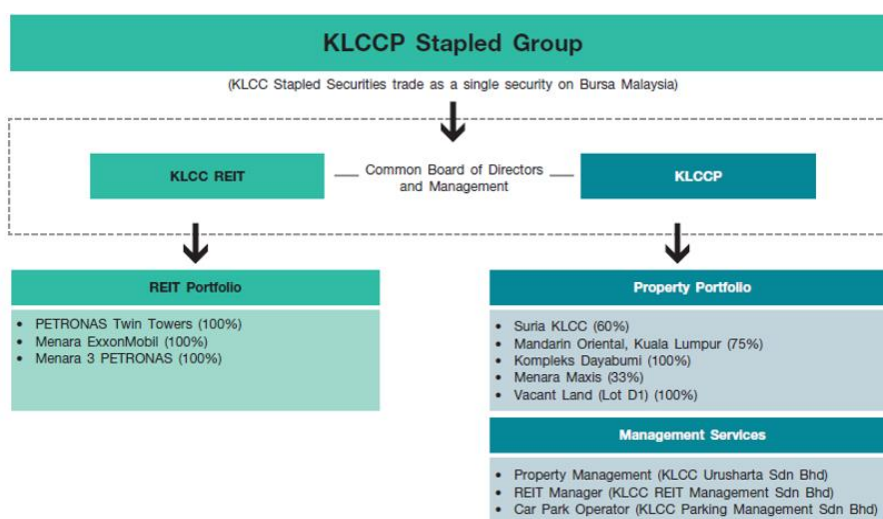 KLCCP Stapled Group
(KLCC Stapled Securities trade as a single security on Bursa Malaysia)
KLCC REIT
Common Board of Directors
and Management
KLCCP
REIT Portfolio
• PETRONAS Twin Towers (100%)
• Menara ExxonMobil (100%)
• Menara 3 PETRONAS (100%)
Property Portfolio
• Suria KLCC (60%)
• Mandarin Oriental, Kuala Lumpur (75%)
• Kompleks Dayabumi (100%)
• Menara Maxis (33%)
• Vacant Land (Lot D1) (100%)
Management Services
• Property Management (KLCC Urusharta Sdn Bhd)
• REIT Manager (KLCC REIT Management Sdn Bhd)
• Car Park Operator (KLCC Parking Management Sdn Bhd)